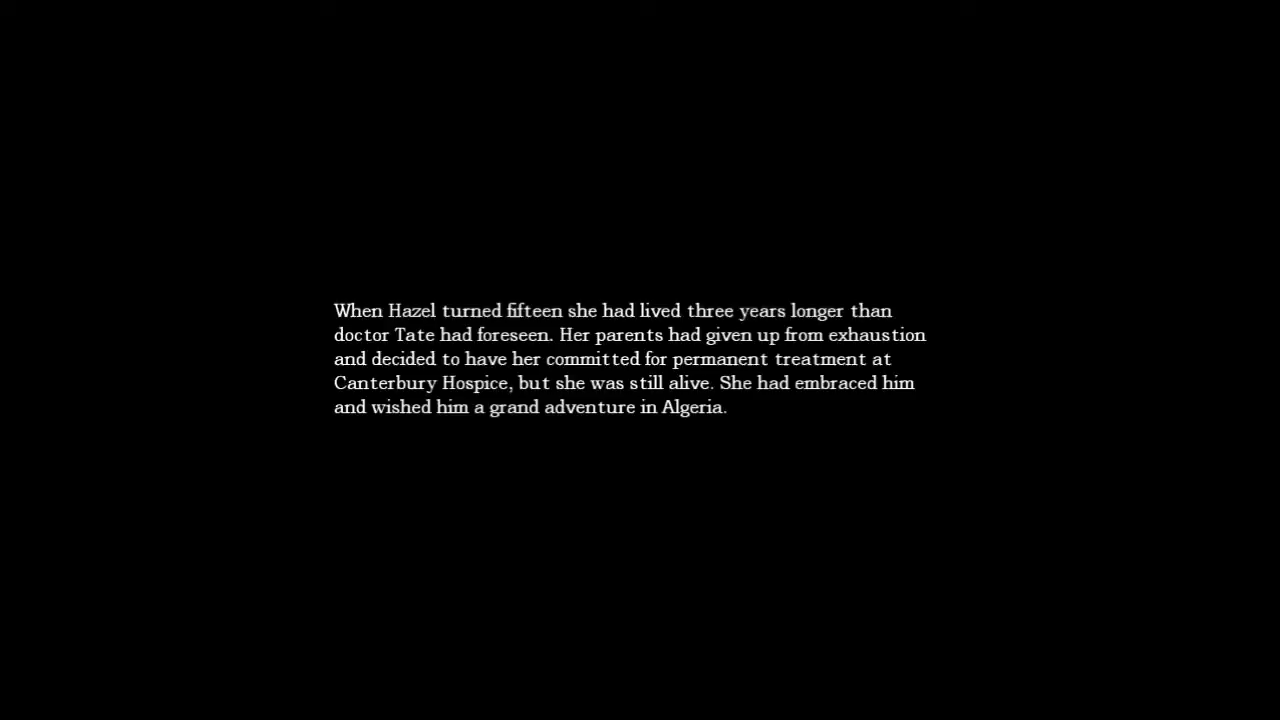 When Hazel turned fifteen she had lived three years longer than
doctor Tate had foreseen. Her parents had given up from exhaustion
and decided to have her committed for permanent treatment at
Canterbury Hospice, but she was still alive. She had embraced him
and wished him a grand adventure in Algeria.